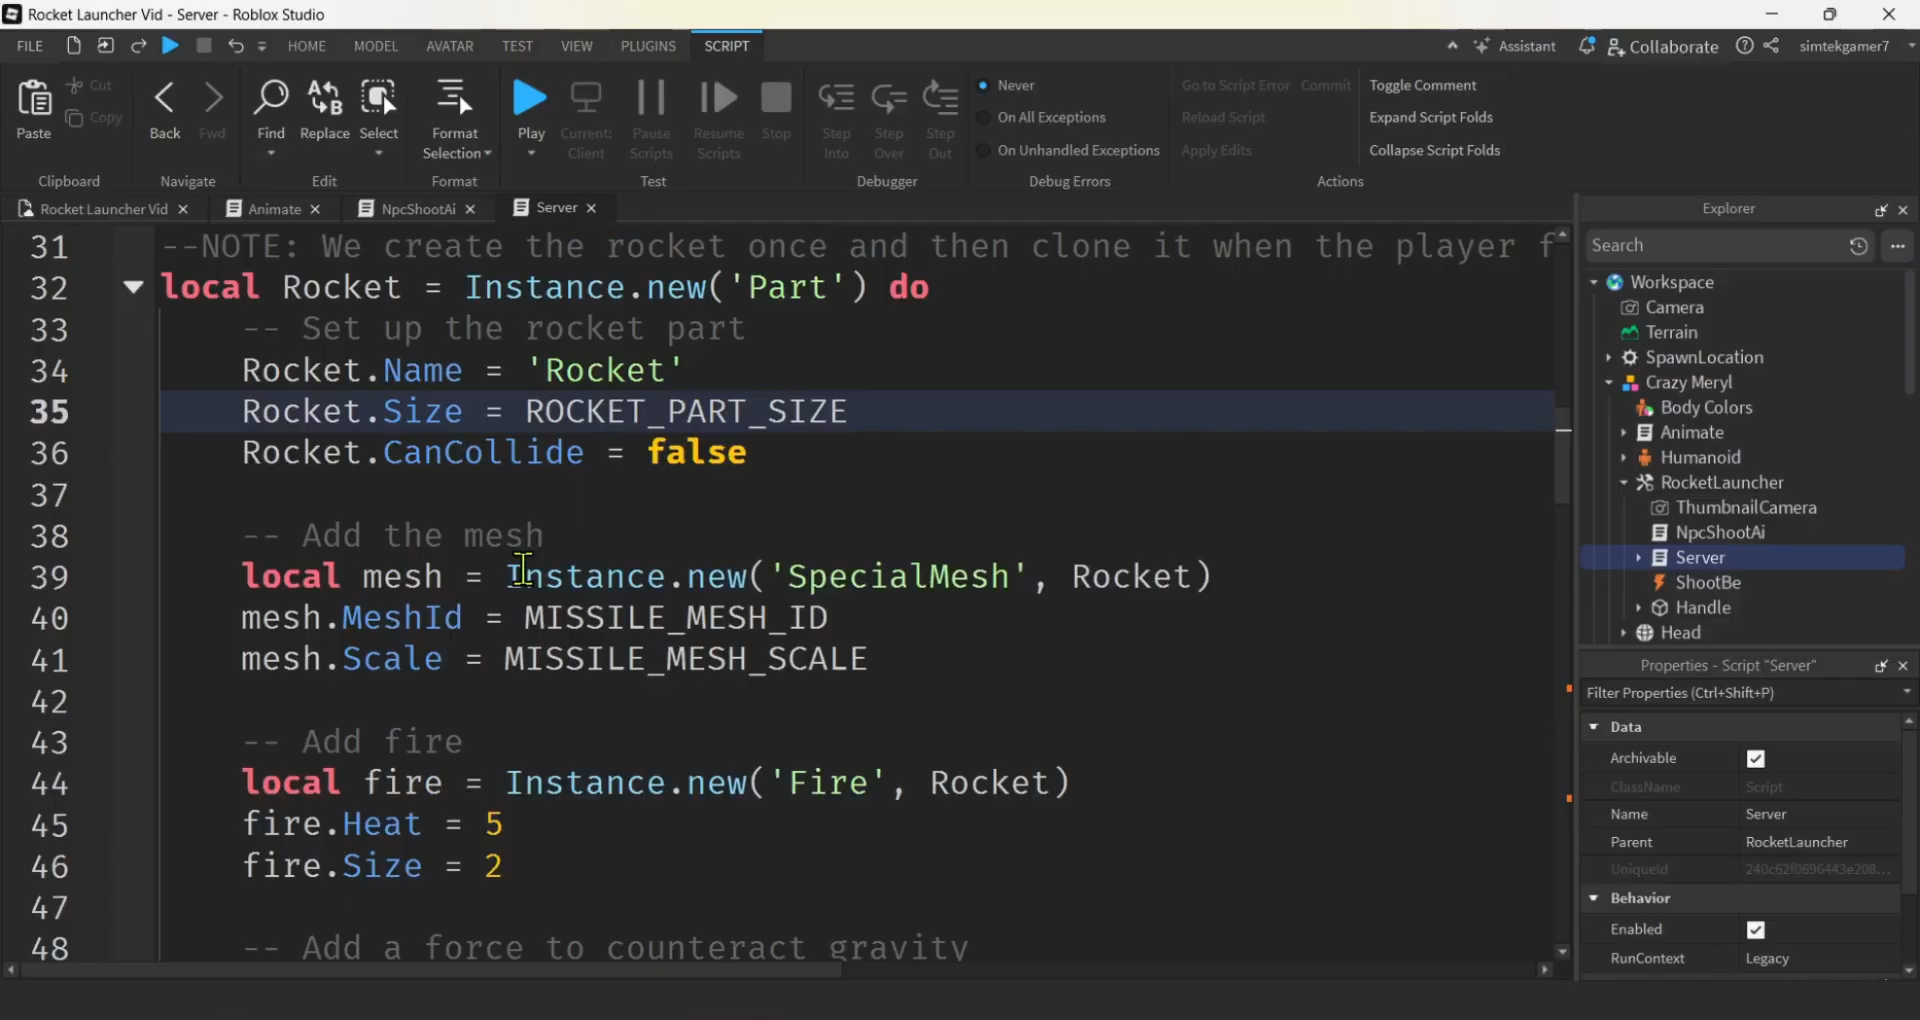 Rocket Launcher Vid - Server - Roblox Studio
FILE HOME MODEL AVATAR TEST VIEW PLUGINS SCRIPT Assistant Collaborate simtekgamer7
Paste Cut Copy
Clipboard
Back Fwd
Navigate
Find Replace Select
Edit
Format Selection
Format
Play Current: Client Pause Scripts Resume Scripts Stop
Test
Step Into Step Over Step Out
Debugger
Never
On All Exceptions
On Unhandled Exceptions
Debug Errors
Go to Script Error Commit
Reload Script
Apply Edits
Toggle Comment
Expand Script Folds
Collapse Script Folds
Actions
Rocket Launcher Vid Animate NpcShootAi Server
31 --NOTE: We create the rocket once and then clone it when the player f
32 local Rocket = Instance.new('Part') do
33 -- Set up the rocket part
34 Rocket.Name = 'Rocket'
35 Rocket.Size = ROCKET_PART_SIZE
36 Rocket.CanCollide = false
37
38 -- Add the mesh
39 local mesh = Instance.new('SpecialMesh', Rocket)
40 mesh.MeshId = MISSILE_MESH_ID
41 mesh.Scale = MISSILE_MESH_SCALE
42
43 -- Add fire
44 local fire = Instance.new('Fire', Rocket)
45 fire.Heat = 5
46 fire.Size = 2
47
48 -- Add a force to counteract gravity
Explorer
Search
Workspace
Camera
Terrain
SpawnLocation
Crazy Meryl
Body Colors
Animate
Humanoid
RocketLauncher
ThumbnailCamera
NpcShootAi
Server
ShootBe
Handle
Head
Properties - Script "Server"
Filter Properties (Ctrl+Shift+P)
Data
Archivable
ClassName Script
Name Server
Parent RocketLauncher
UniqueId 240c62f0696443e208...
Behavior
Enabled
RunContext Legacy